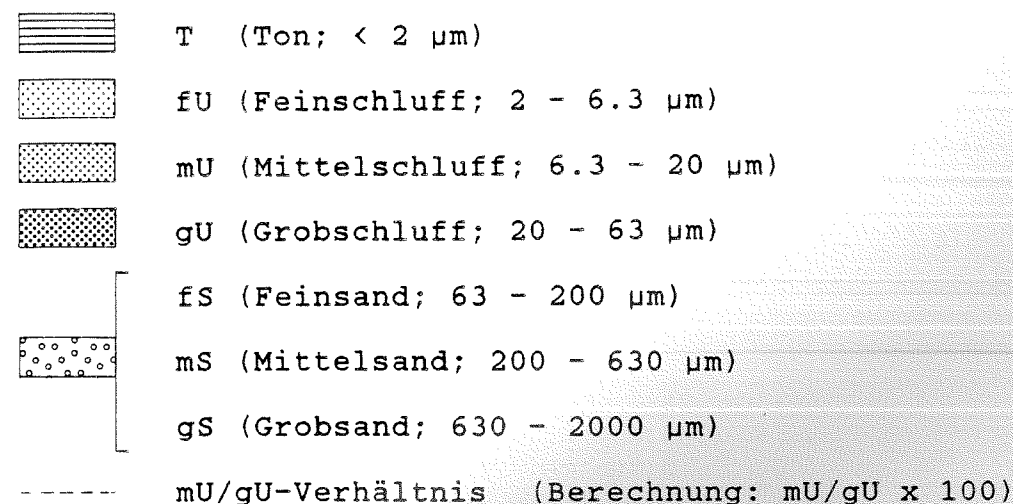 T (Ton; < 2 µm)
fU (Feinschluff; 2 - 6.3 µm)
mU (Mittelschluff; 6.3 - 20 µm)
gU (Grobschluff; 20 - 63 µm)
fS (Feinsand; 63 - 200 µm)
mS (Mittelsand; 200 - 630 µm)
gS (Grobsand; 630 - 2000 µm)
mU/gU-Verhältnis (Berechnung: mU/gU x 100)